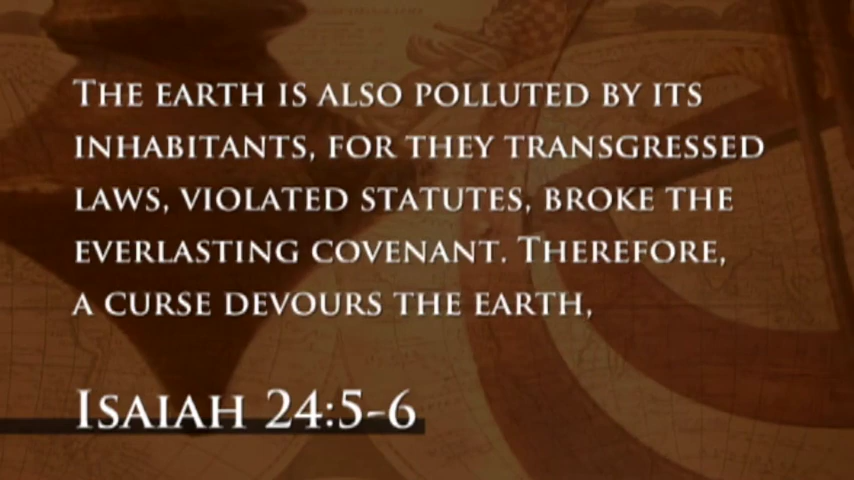 The earth is also polluted by its
inhabitants, for they transgressed
laws, violated statutes, broke the
everlasting covenant. Therefore,
a curse devours the earth,
Isaiah 24:5-6